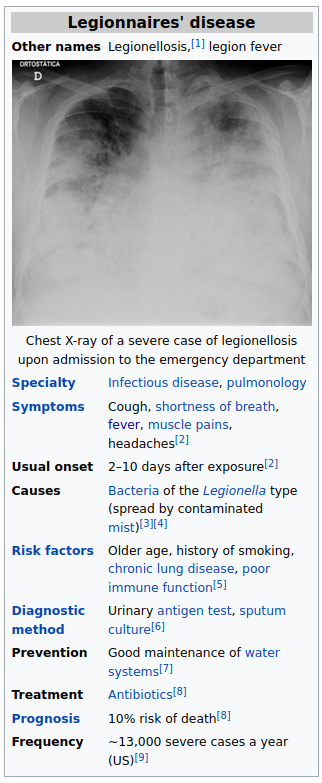 Legionnaires' disease
Other names Legionellosis,[1] legion fever
ORTOSTÁTICA
D
Chest X-ray of a severe case of legionellosis
upon admission to the emergency department
Specialty Infectious disease, pulmonology
Symptoms Cough, shortness of breath,
fever, muscle pains,
headaches[2]
Usual onset 2–10 days after exposure[2]
Causes Bacteria of the Legionella type
(spread by contaminated
mist)[3][4]
Risk factors Older age, history of smoking,
chronic lung disease, poor
immune function[5]
Diagnostic Urinary antigen test, sputum
method culture[6]
Prevention Good maintenance of water
systems[7]
Treatment Antibiotics[8]
Prognosis 10% risk of death[8]
Frequency ~13,000 severe cases a year
(US)[9]